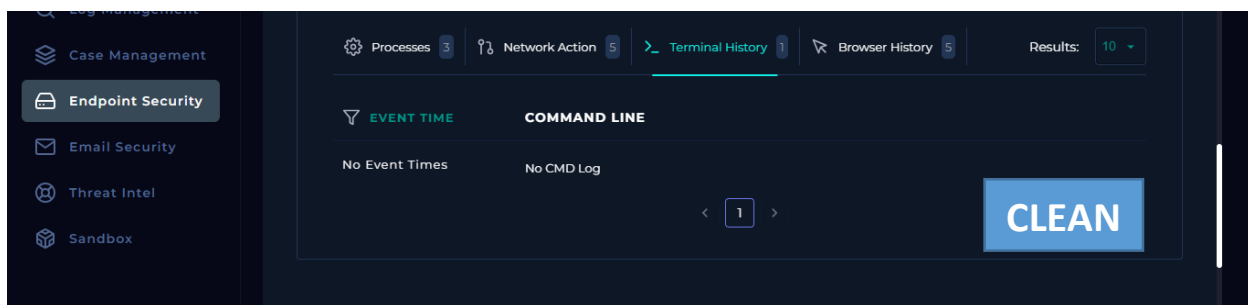 Log Management
Case Management
Endpoint Security
Email Security
Threat Intel
Sandbox
Processes 3 Network Action 5 Terminal History 1 Browser History 5 Results: 10
EVENT TIME COMMAND LINE
No Event Times No CMD Log
1
CLEAN